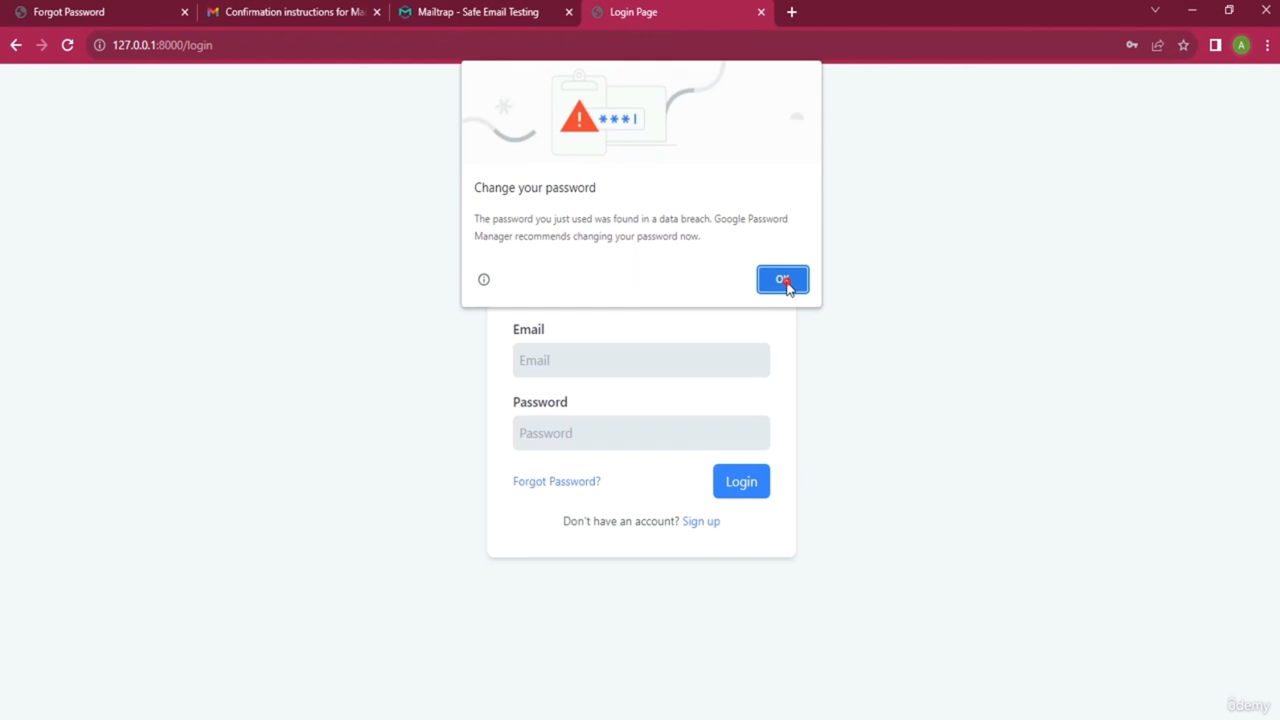 Forgot Password
Confirmation instructions for Ma
Mailtrap - Safe Email Testing
Login Page
127.0.0.1:8000/login
A
***|
Change your password
The password you just used was found in a data breach. Google Password
Manager recommends changing your password now.
OK
Email
Email
Password
Password
Forgot Password?
Login
Don't have an account? Sign up
ûdemy